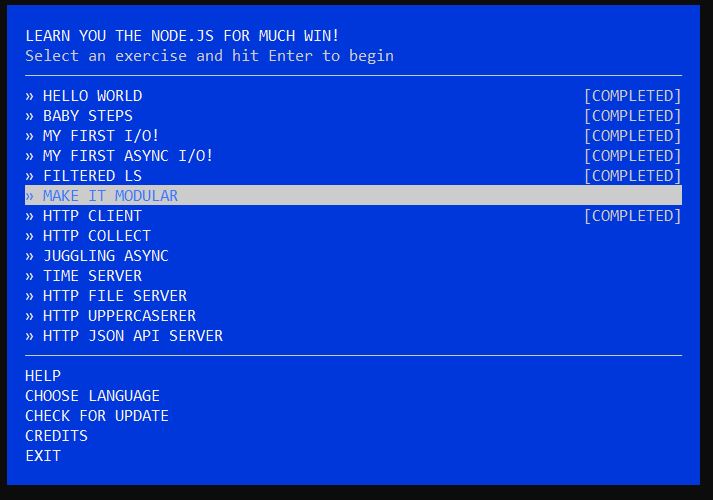 LEARN YOU THE NODE.JS FOR MUCH WIN!
Select an exercise and hit Enter to begin
» HELLO WORLD [COMPLETED]
» BABY STEPS [COMPLETED]
» MY FIRST I/O! [COMPLETED]
» MY FIRST ASYNC I/O! [COMPLETED]
» FILTERED LS [COMPLETED]
» MAKE IT MODULAR
» HTTP CLIENT [COMPLETED]
» HTTP COLLECT
» JUGGLING ASYNC
» TIME SERVER
» HTTP FILE SERVER
» HTTP UPPERCASERER
» HTTP JSON API SERVER
HELP
CHOOSE LANGUAGE
CHECK FOR UPDATE
CREDITS
EXIT